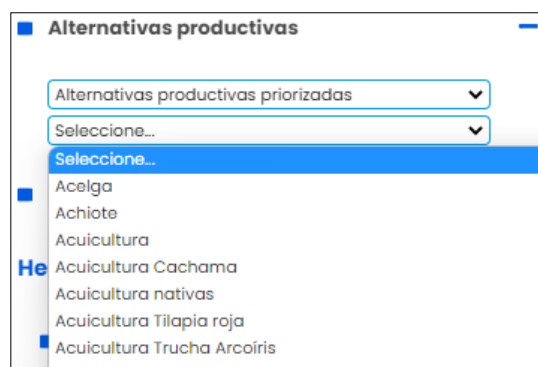 Alternativas productivas
Alternativas productivas priorizadas
Seleccione...
Seleccione...
Acelga
Achiote
Acuicultura
Acuicultura Cachama
He
Acuicultura nativas
Acuicultura Tilapia roja
Acuicultura Trucha Arcoíris